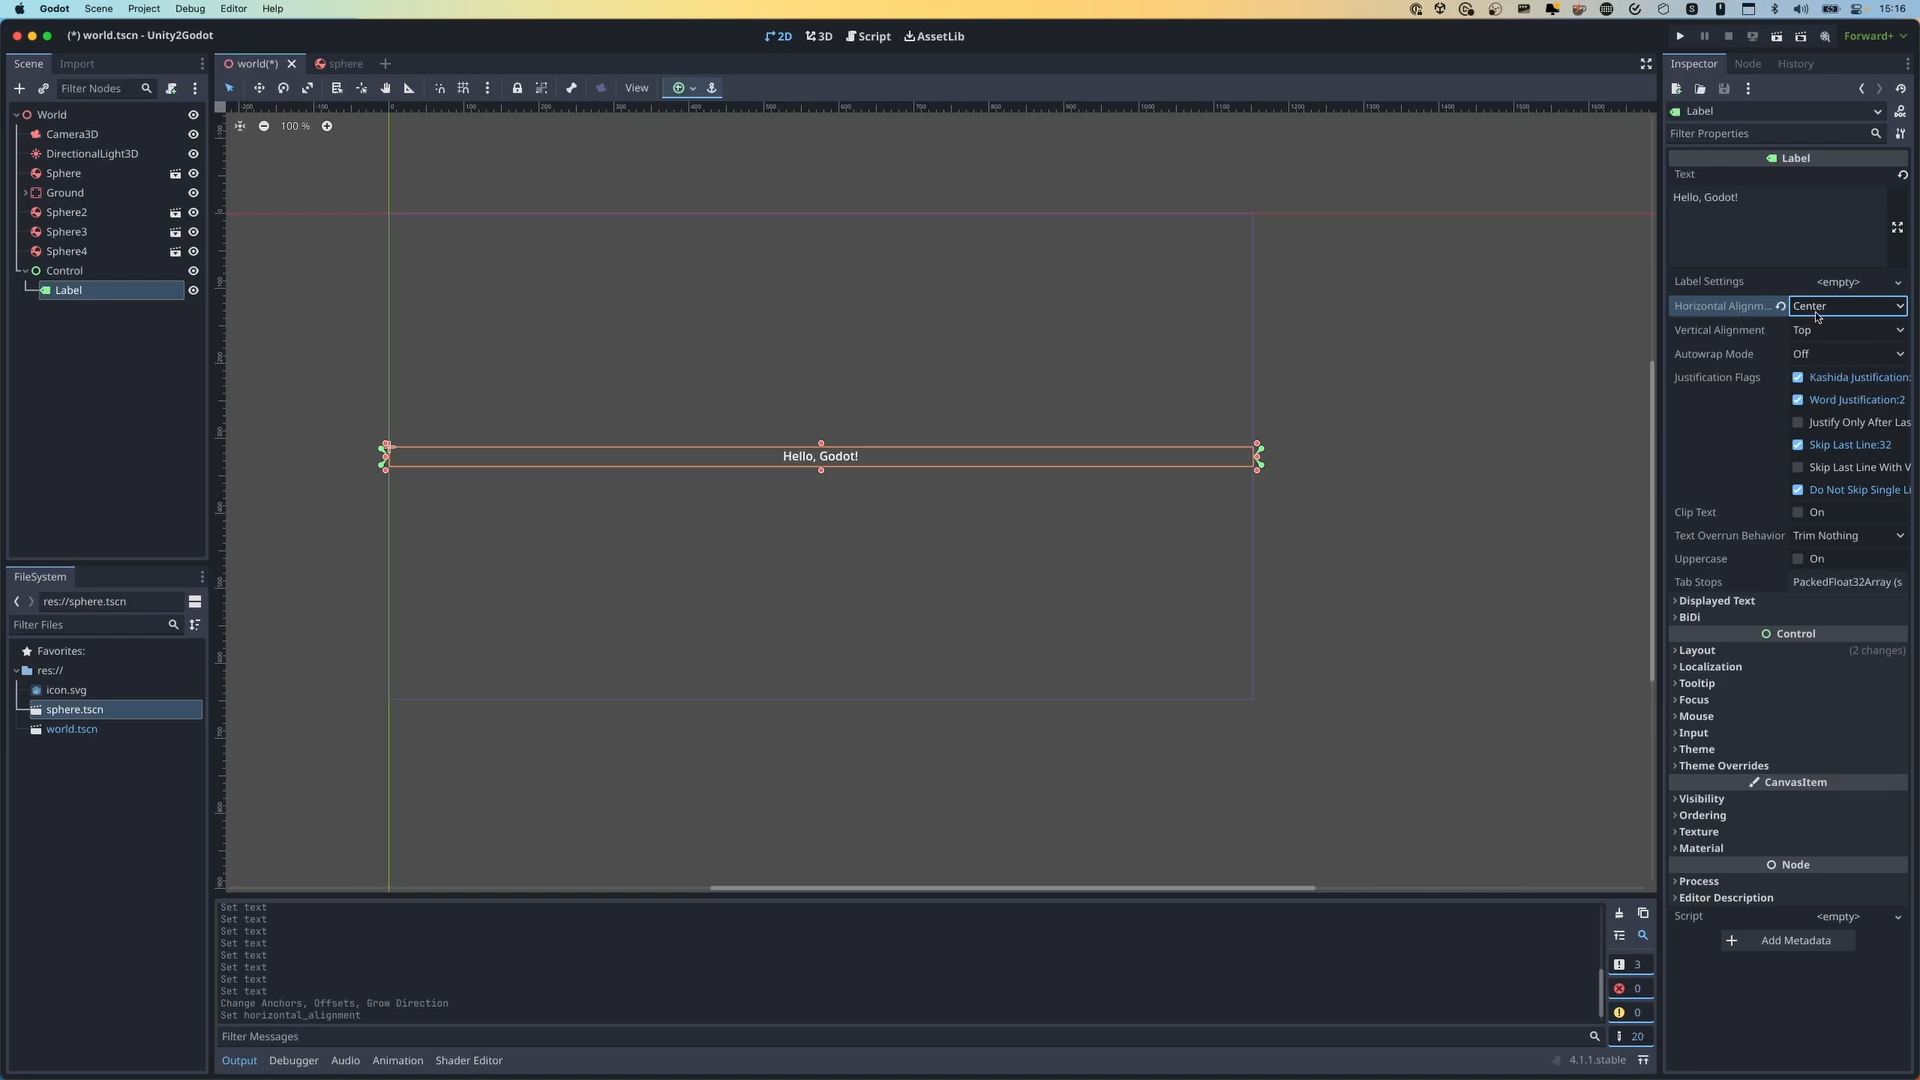 Godot Scene Project Debug Editor Help 15:16
(*) world.tscn - Unity2Godot 2D 3D Script AssetLib Forward+
Scene Import
world(*) sphere
Inspector Node History
Filter Nodes
View
World
Camera3D
DirectionalLight3D
Sphere
Ground
Sphere2
Sphere3
Sphere4
Control
Label
FileSystem
res://sphere.tscn
Filter Files
Favorites:
res://
icon.svg
sphere.tscn
world.tscn
100 %
Hello, Godot!
Set text
Set text
Set text
Set text
Set text
Set text
Set text
Set text
Change Anchors, Offsets, Grow Direction
Set horizontal_alignment
3
0
0
20
Filter Messages
Output Debugger Audio Animation Shader Editor 4.1.1.stable
Label
Filter Properties
Label
Text
Hello, Godot!
Label Settings <empty>
Horizontal Alignm... Center
Vertical Alignment Top
Autowrap Mode Off
Justification Flags Kashida Justification:
Word Justification:2
Justify Only After Las
Skip Last Line:32
Skip Last Line With V
Do Not Skip Single Li
Clip Text On
Text Overrun Behavior Trim Nothing
Uppercase On
Tab Stops PackedFloat32Array (s
Displayed Text
BiDi
Control
Layout (2 changes)
Localization
Tooltip
Focus
Mouse
Input
Theme
Theme Overrides
CanvasItem
Visibility
Ordering
Texture
Material
Node
Process
Editor Description
Script <empty>
Add Metadata